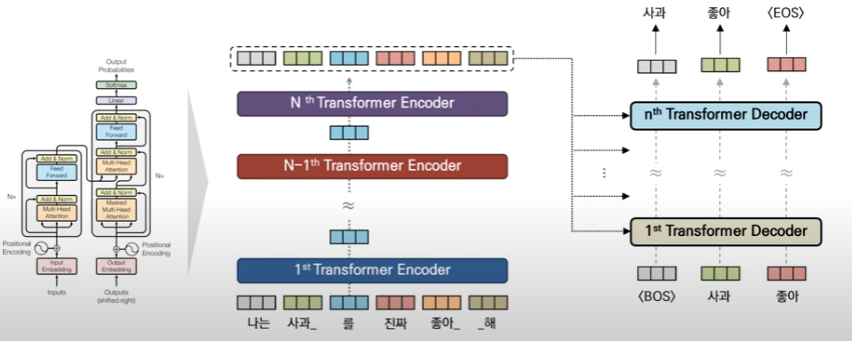 Output
Probabilities
Softmax
Linear
Add & Norm
Feed
Forward
Add & Norm
Multi-Head
Attention
Add & Norm
Masked
Multi-Head
Attention
Nx
Add & Norm
Feed
Forward
Add & Norm
Multi-Head
Attention
Nx
Positional
Encoding
Positional
Encoding
Input
Embedding
Output
Embedding
Inputs
Outputs
(shifted right)
N th Transformer Encoder
N-1th Transformer Encoder
≈
1st Transformer Encoder
나는 사과_ 를 진짜 좋아_ _해
사과 좋아 〈EOS〉
nth Transformer Decoder
⋮
≈ ≈ ≈
1st Transformer Decoder
〈BOS〉 사과 좋아